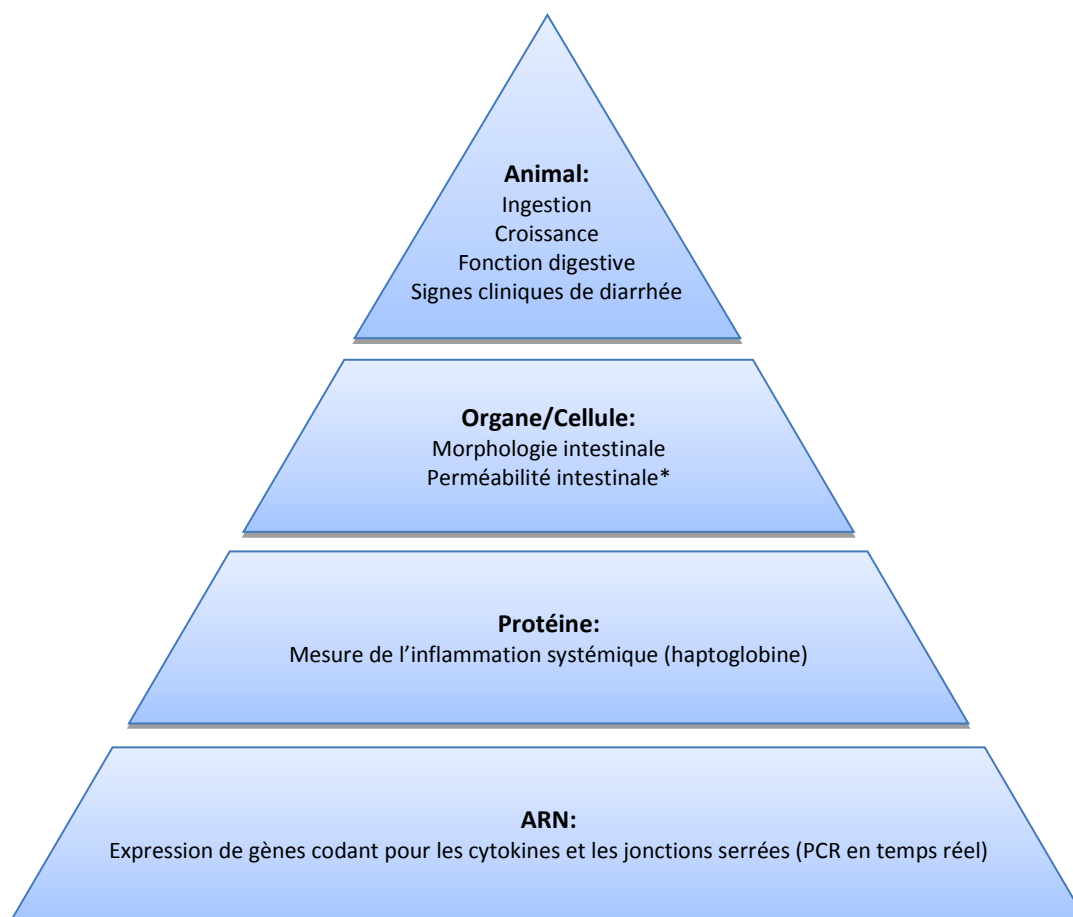 Animal:
Ingestion
Croissance
Fonction digestive
Signes cliniques de diarrhée
Organe/Cellule:
Morphologie intestinale
Perméabilité intestinale*
Protéine:
Mesure de l’inflammation systémique (haptoglobine)
ARN:
Expression de gènes codant pour les cytokines et les jonctions serrées (PCR en temps réel)